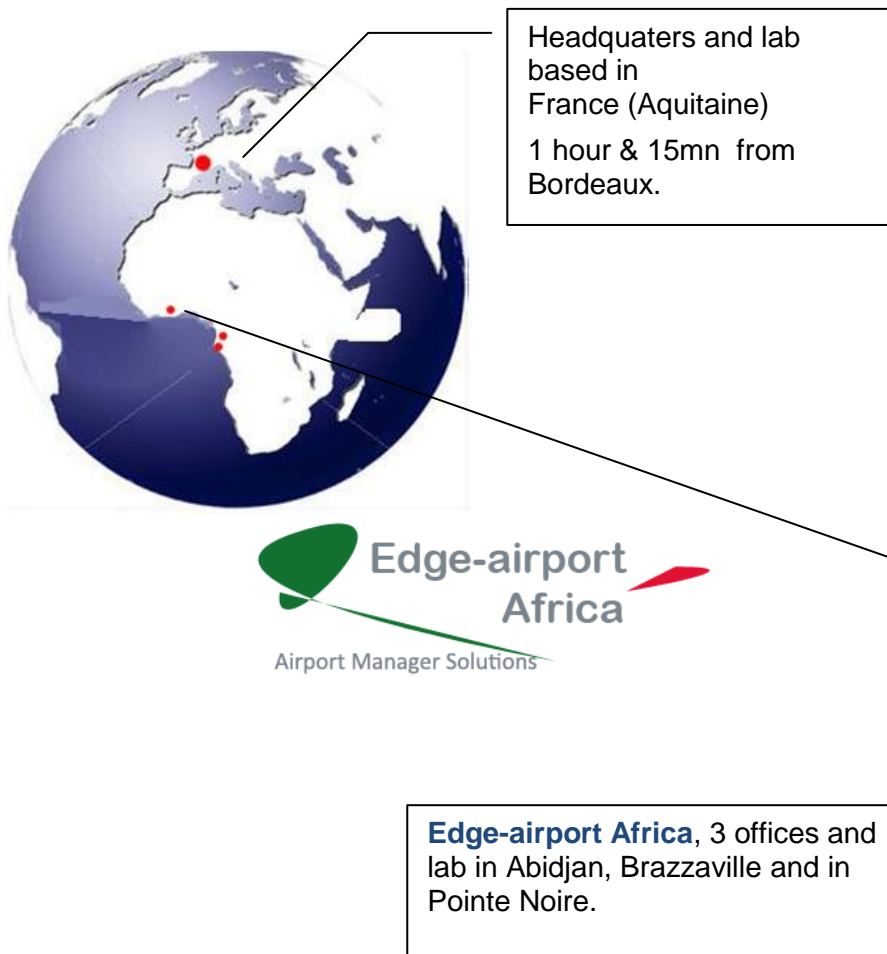 Headquaters and lab
based in
France (Aquitaine)
1 hour & 15mn from
Bordeaux.
Edge-airport
Africa
Airport Manager Solutions
Edge-airport Africa, 3 offices and
lab in Abidjan, Brazzaville and in
Pointe Noire.